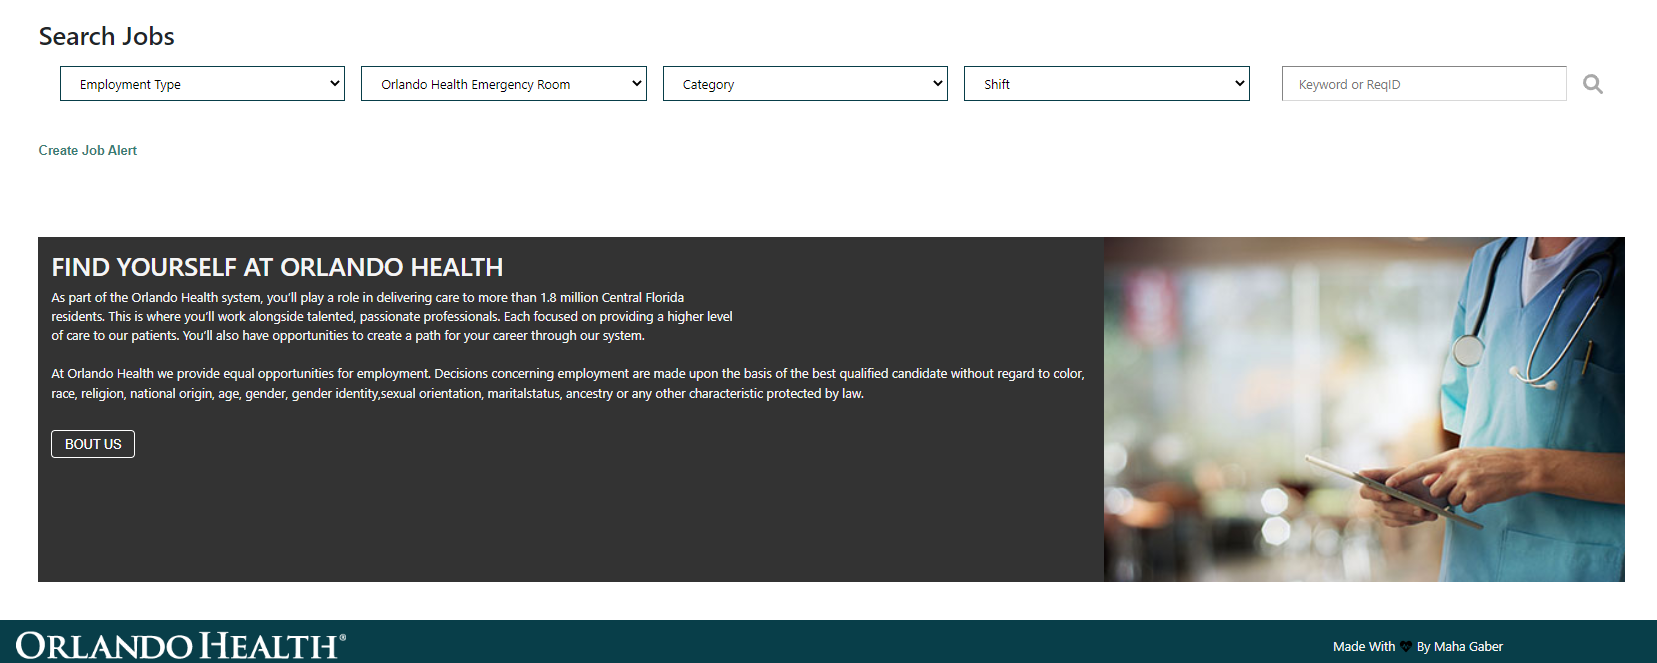 Search Jobs
Employment Type
Orlando Health Emergency Room
Category
Shift
Keyword or ReqID
Create Job Alert
FIND YOURSELF AT ORLANDO HEALTH
As part of the Orlando Health system, you’ll play a role in delivering care to more than 1.8 million Central Florida
residents. This is where you’ll work alongside talented, passionate professionals. Each focused on providing a higher level
of care to our patients. You’ll also have opportunities to create a path for your career through our system.
At Orlando Health we provide equal opportunities for employment. Decisions concerning employment are made upon the basis of the best qualified candidate without regard to color,
race, religion, national origin, age, gender, gender identity,sexual orientation, maritalstatus, ancestry or any other characteristic protected by law.
BOUT US
ORLANDO HEALTH®
Made With 🖤 By Maha Gaber